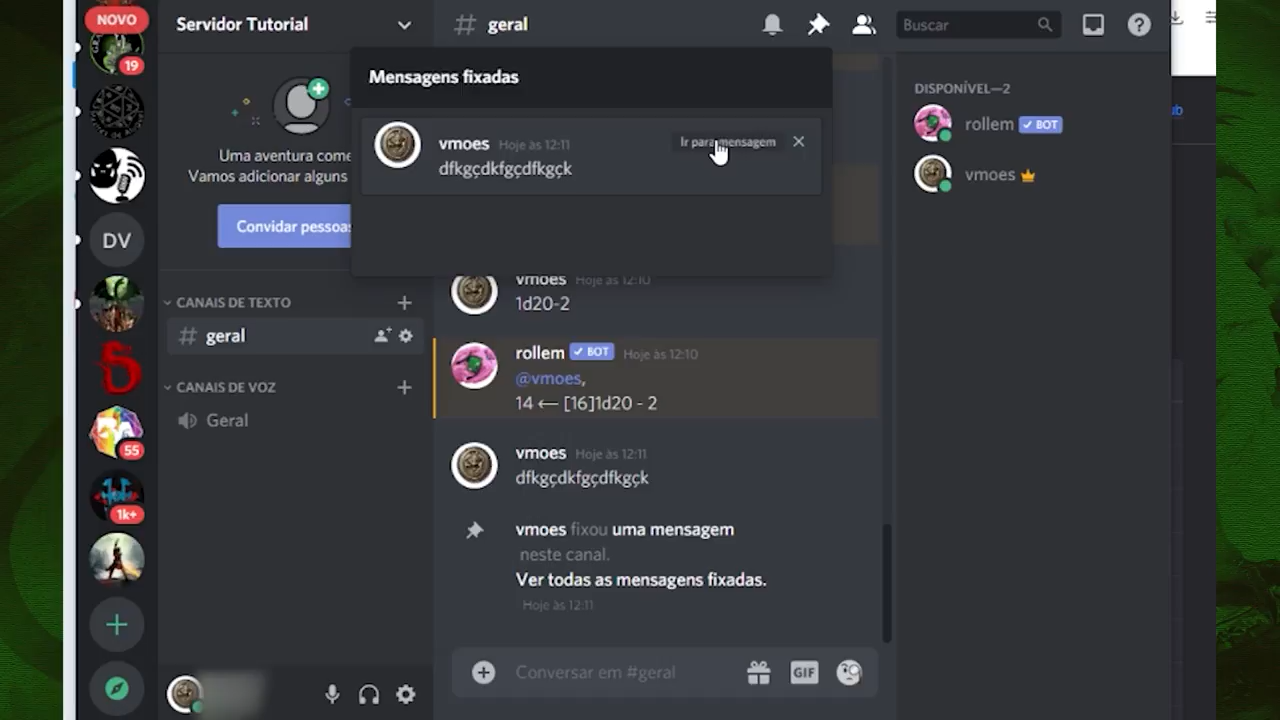 NOVO
19
DV
55
1k+
Servidor Tutorial
Uma aventura come
Vamos adicionar alguns
Convidar pessoas
CANAIS DE TEXTO
geral
CANAIS DE VOZ
Geral
# geral
Buscar
Mensagens fixadas
vmoes Hoje às 12:11
Ir para mensagem
dfkgçdkfgçdfkgçk
vmoes Hoje às 12:10
1d20-2
rollem BOT Hoje às 12:10
@vmoes,
14 ⟵ [16]1d20 - 2
vmoes Hoje às 12:11
dfkgçdkfgçdfkgçk
vmoes fixou uma mensagem
neste canal.
Ver todas as mensagens fixadas.
Hoje às 12:11
Conversar em #geral
GIF
DISPONÍVEL—2
rollem BOT
vmoes
ub